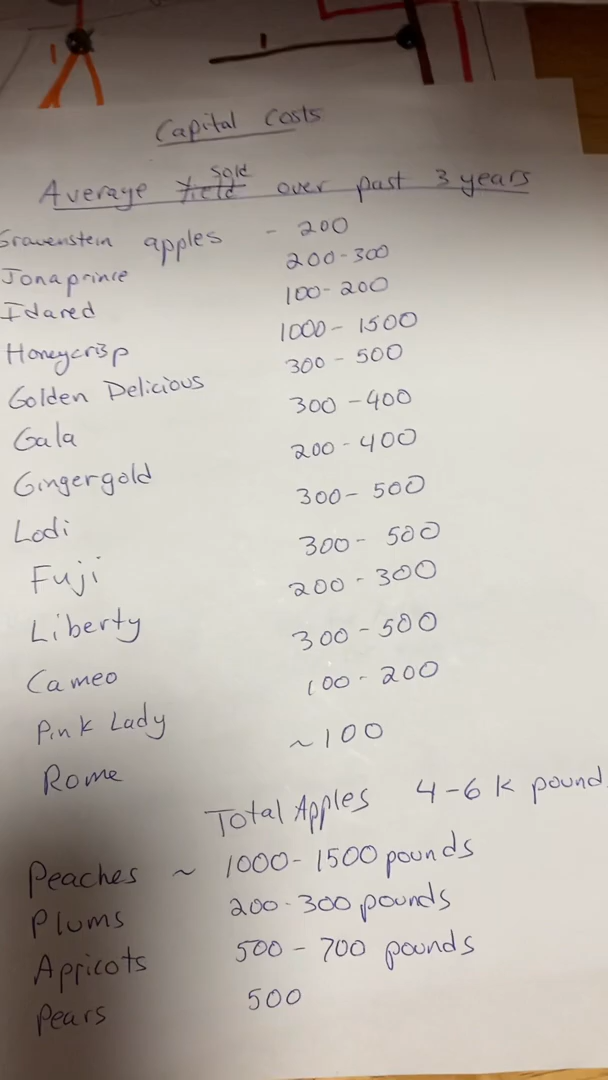 Capital Costs
Average sold over past 3 years
Gravenstein apples - 200
Jonaprince 200-300
Idared 100-200
Honeycrisp 1000-1500
Golden Delicious 300-500
Gala 300-400
Gingergold 200-400
Lodi 300-500
Fuji 300-500
Liberty 200-300
Cameo 300-500
Pink Lady 100-200
Rome ~100
Total Apples 4-6 k pound
Peaches ~ 1000-1500 pounds
Plums 200-300 pounds
Apricots 500-700 pounds
Pears 500